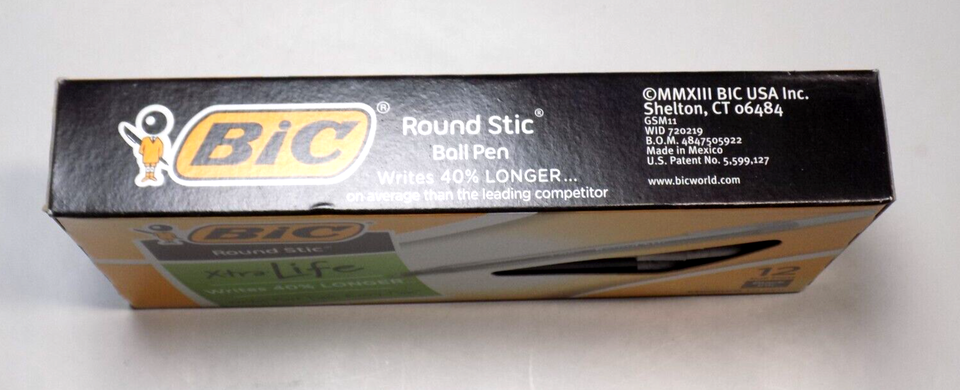 BiC®
Round Stic®
Ball Pen
Writes 40% LONGER...
on average than the leading competitor
©MMXIII BIC USA Inc.
Shelton, CT 06484
GSM11
WID 720219
B.O.M. 4847505922
Made in Mexico
U.S. Patent No. 5,599,127
www.bicworld.com
BiC
Round Stic
Xtra Life
Writes 40% LONGER
12